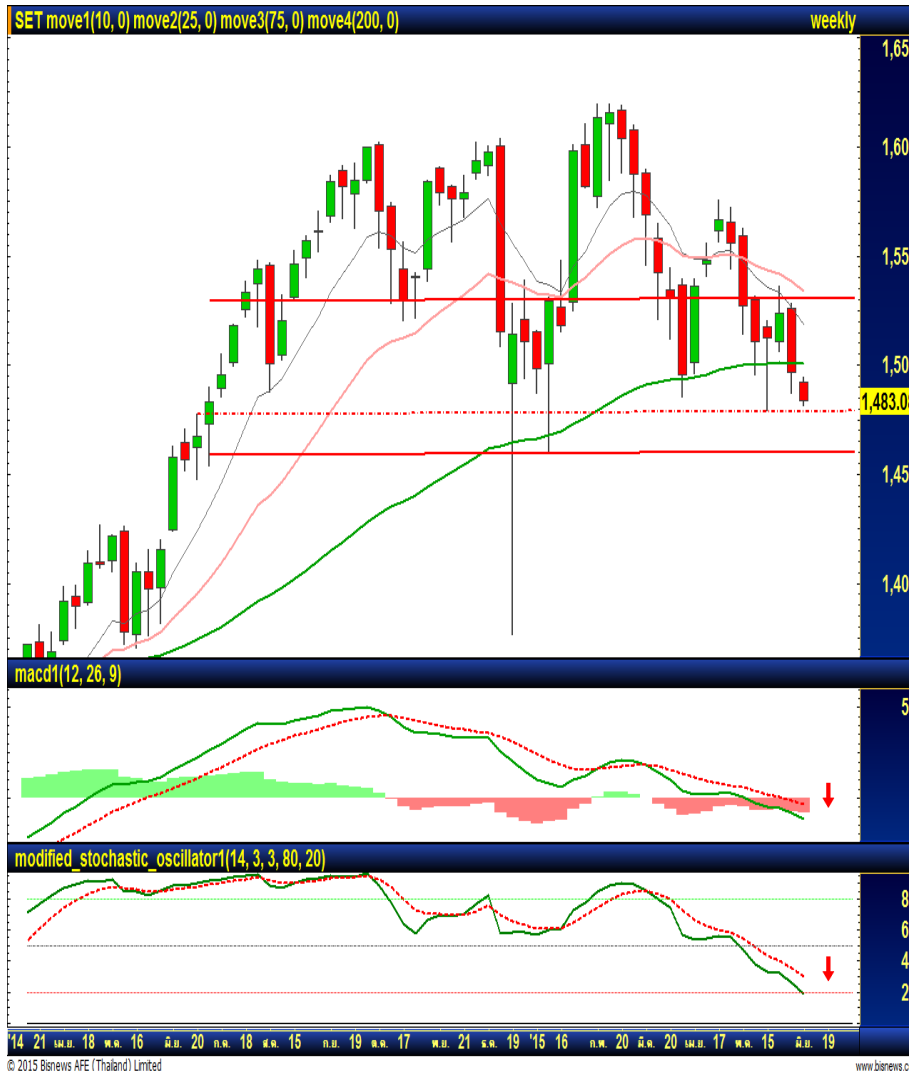 SET move1(10, 0) move2(25, 0) move3(75, 0) move4(200, 0) weekly
1,65
1,60
1,55
1,50
1,483.08
1,45
1,40
macd1(12, 26, 9)
5
modified_stochastic_oscillator1(14, 3, 3, 80, 20)
8
6
4
2
'14 21 เม.ย. 18 พ.ค. 16 มิ.ย. 20 ก.ค. 18 ส.ค. 15 ก.ย. 19 ต.ค. 17 พ.ย. 21 ธ.ค. 19 '15 16 ก.พ. 20 มี.ค. 20 เม.ย. 17 พ.ค. 15 มิ.ย. 19
© 2015 Bisnews AFE (Thailand) Limited www.bisnews.c